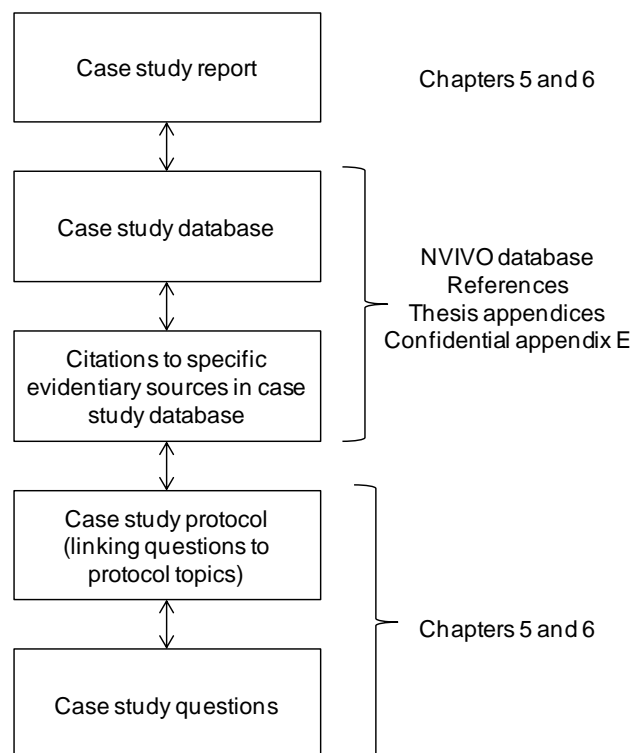 Case study report
Chapters 5 and 6
Case study database
NVIVO database
References
Thesis appendices
Confidential appendix E
Citations to specific
evidentiary sources in case
study database
Case study protocol
(linking questions to
protocol topics)
Chapters 5 and 6
Case study questions